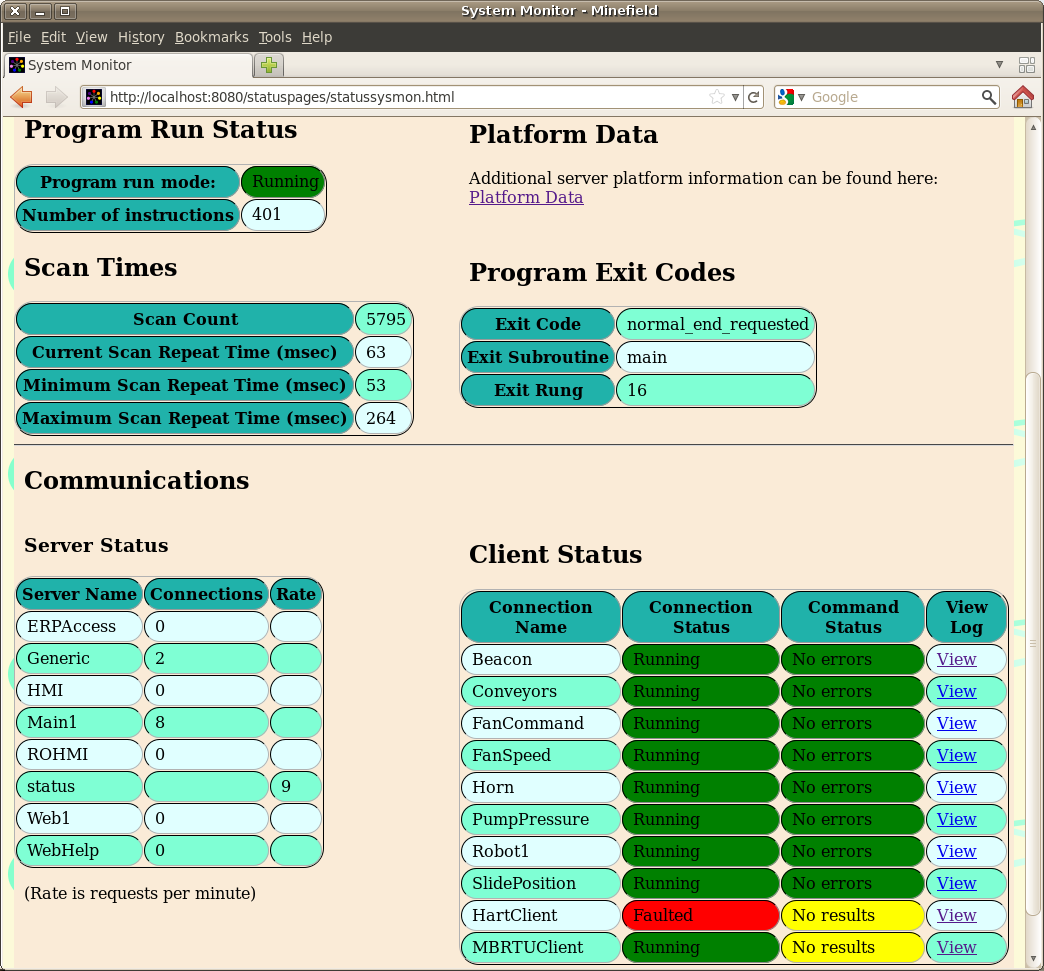 System Monitor - Minefield
File Edit View History Bookmarks Tools Help
System Monitor
http://localhost:8080/statuspages/statussysmon.html
Google
Program Run Status
Program run mode: Running
Number of instructions 401
Platform Data
Additional server platform information can be found here:
Platform Data
Scan Times
Scan Count 5795
Current Scan Repeat Time (msec) 63
Minimum Scan Repeat Time (msec) 53
Maximum Scan Repeat Time (msec) 264
Program Exit Codes
Exit Code normal_end_requested
Exit Subroutine main
Exit Rung 16
Communications
Server Status
Server Name Connections Rate
ERPAccess 0
Generic 2
HMI 0
Main1 8
ROHMI 0
status 9
Web1 0
WebHelp 0
(Rate is requests per minute)
Client Status
Connection Name Connection Status Command Status View Log
Beacon Running No errors View
Conveyors Running No errors View
FanCommand Running No errors View
FanSpeed Running No errors View
Horn Running No errors View
PumpPressure Running No errors View
Robot1 Running No errors View
SlidePosition Running No errors View
HartClient Faulted No results View
MBRTUClient Running No results View